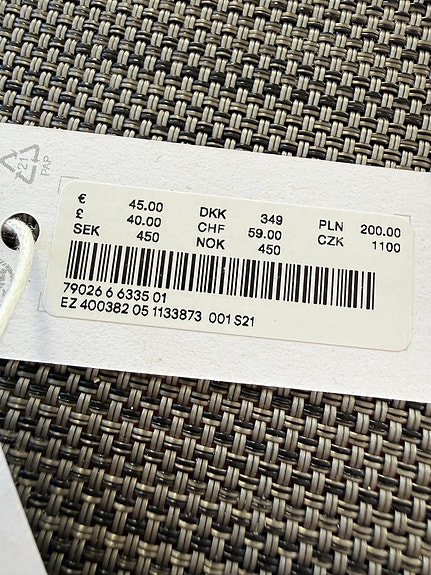 21
PAP
€ 45.00 DKK 349 PLN 200.00
£ 40.00 CHF 59.00 CZK 1100
SEK 450 NOK 450
79026 6 6335 01
EZ 400382 05 1133873 001 S21